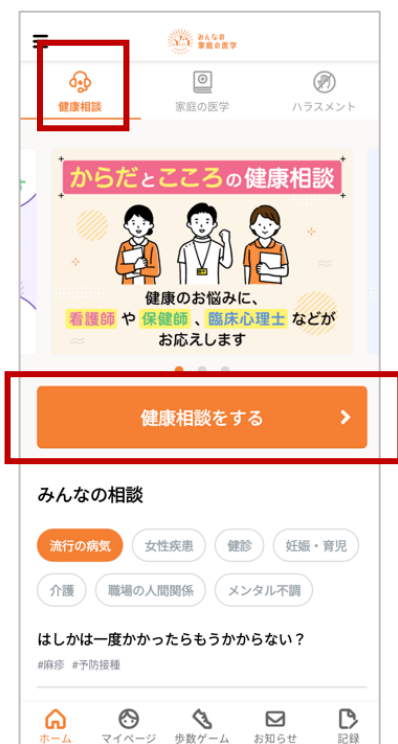 みんなの
家庭の医学
健康相談
家庭の医学
ハラスメント
からだとこころの健康相談
健康のお悩みに、
看護師 や 保健師 、臨床心理士 などが
お応えします
健康相談をする
みんなの相談
流行の病気
女性疾患
健診
妊娠・育児
介護
職場の人間関係
メンタル不調
はしかは一度かかったらもうかからない？
#麻疹 #予防接種
ホーム
マイページ
歩数ゲーム
お知らせ
記録